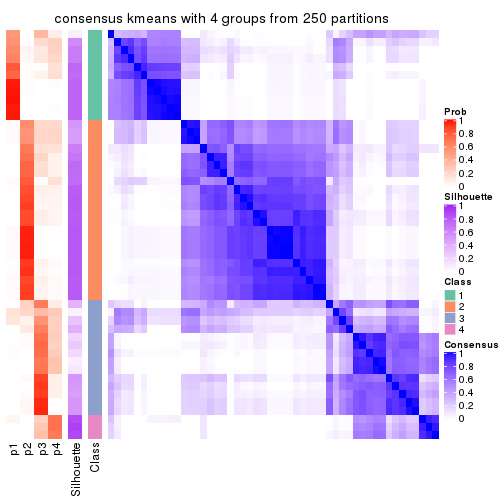 consensus kmeans with 4 groups from 250 partitions
Prob
1
0.8
0.6
0.4
0.2
0
Silhouette
1
0.8
0.6
0.4
0.2
0
Class
1
2
3
4
Consensus
1
0.8
0.6
0.4
0.2
0
p1
p2
p3
p4
Silhouette
Class